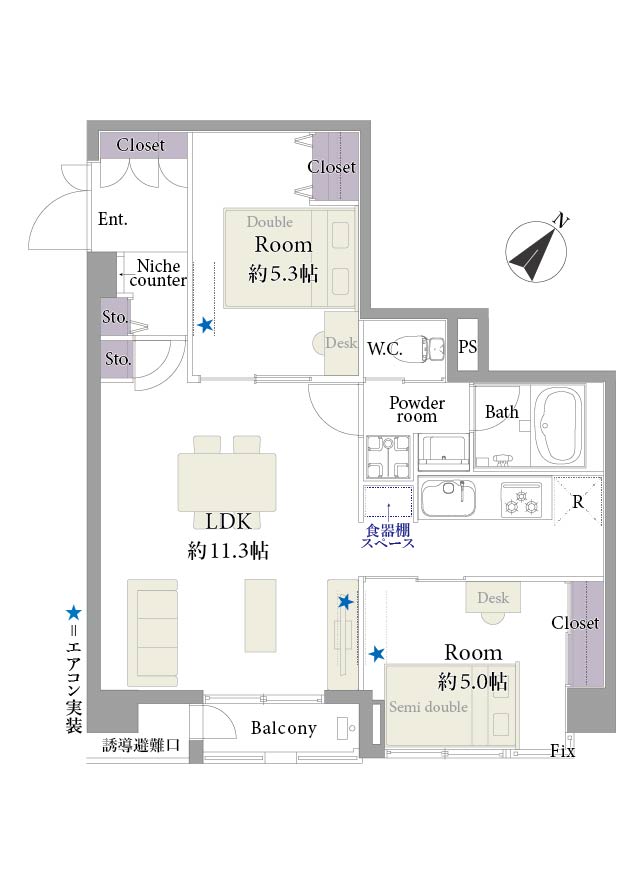 Closet
Closet
Ent.
Double
Room
約5.3帖
N
Niche
counter
Sto.
Desk
W.C.
PS
Sto.
Powder
room
Bath
LDK
約11.3帖
食器棚
スペース
R
★＝エアコン実装
Desk
Closet
Room
約5.0帖
Semi double
Balcony
誘導避難口
Fix